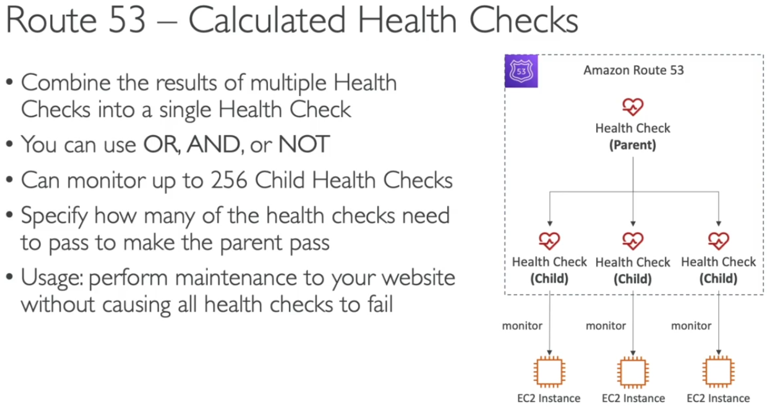 Route 53 – Calculated Health Checks
• Combine the results of multiple Health
Checks into a single Health Check
• You can use OR, AND, or NOT
• Can monitor up to 256 Child Health Checks
• Specify how many of the health checks need
to pass to make the parent pass
• Usage: perform maintenance to your website
without causing all health checks to fail
53
Amazon Route 53
Health Check
(Parent)
Health Check
(Child)
Health Check
(Child)
Health Check
(Child)
monitor
monitor
monitor
EC2 Instance
EC2 Instance
EC2 Instance